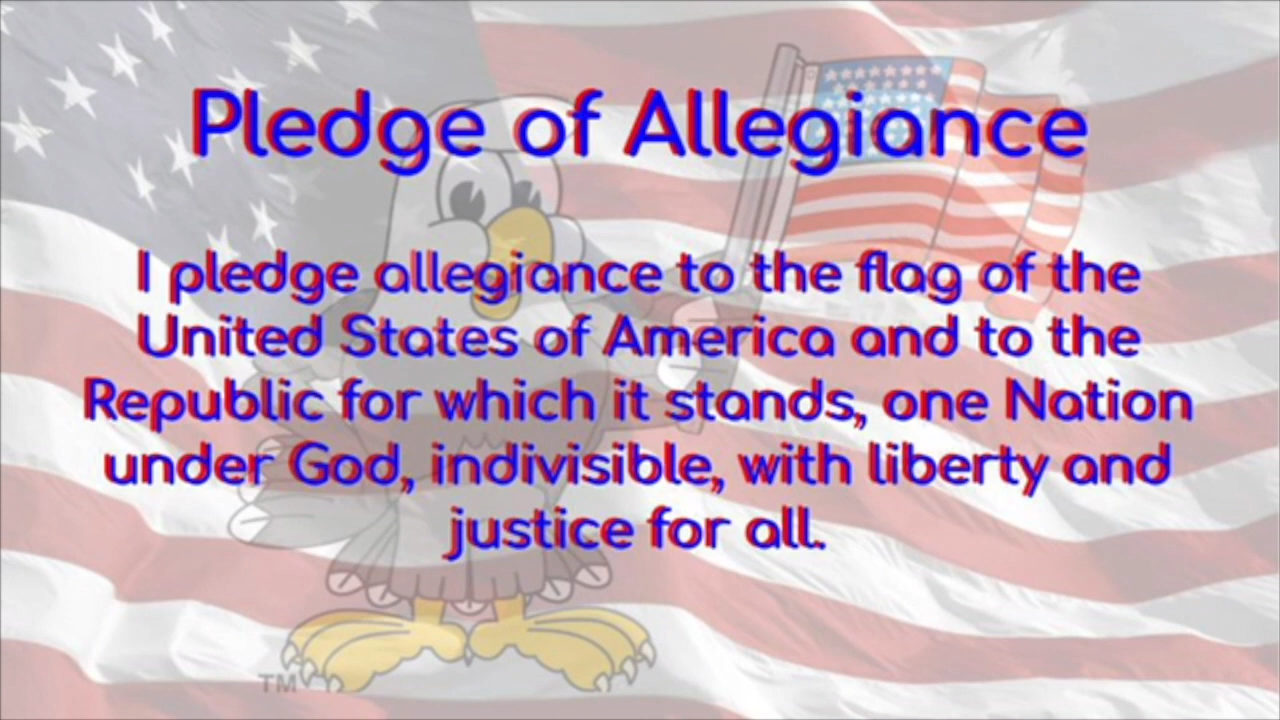 Pledge of Allegiance
I pledge allegiance to the flag of the
United States of America and to the
Republic for which it stands, one Nation
under God, indivisible, with liberty and
justice for all.
TM